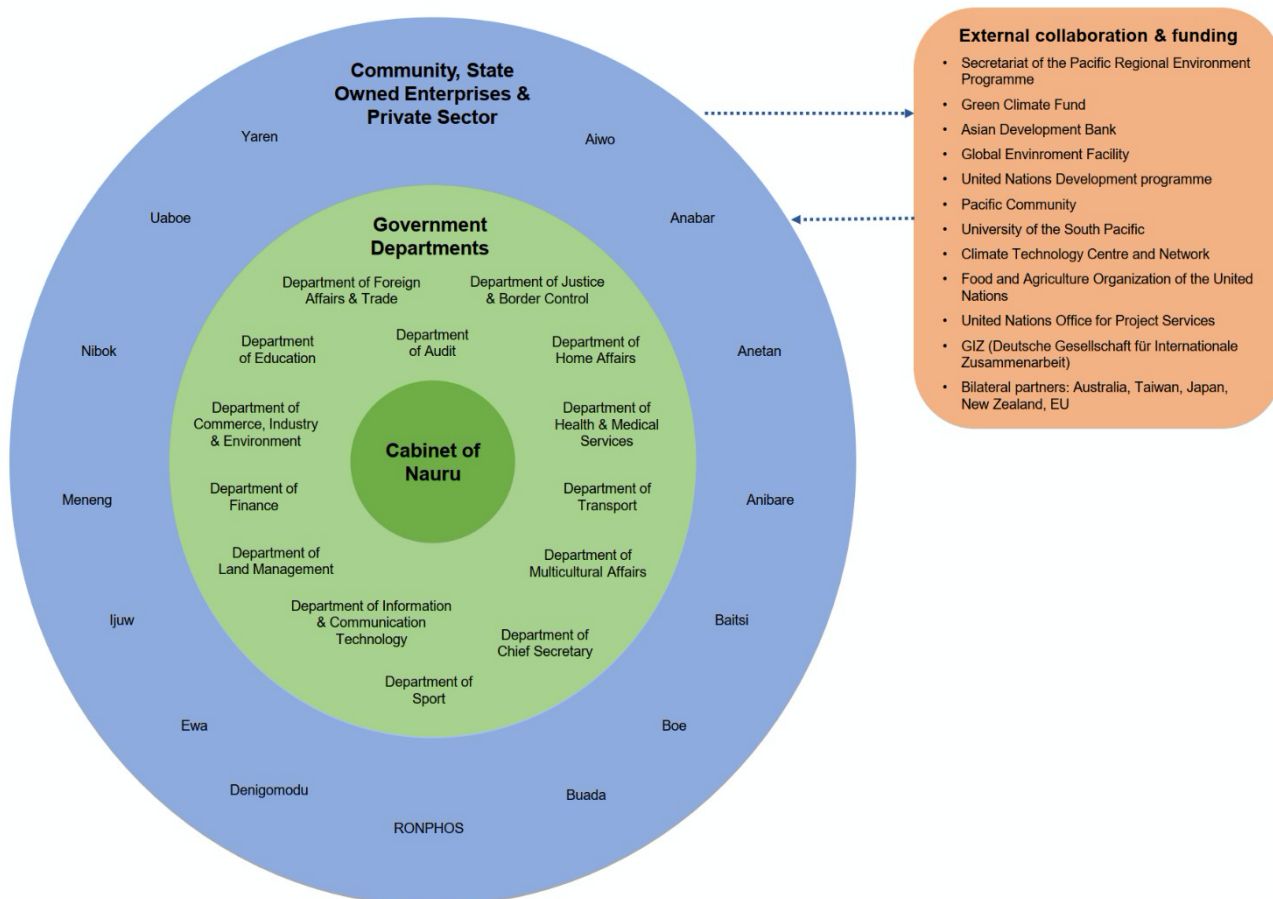 Community, State
Owned Enterprises &
Private Sector
Yaren
Aiwo
Uaboe
Anabar
Nibok
Anetan
Meneng
Anibare
Ijuw
Baitsi
Ewa
Boe
Denigomodu
Buada
RONPHOS
Government
Departments
Department of Foreign
Affairs & Trade
Department of Justice
& Border Control
Department
of Education
Department
of Audit
Department of
Home Affairs
Department of
Commerce, Industry
& Environment
Department of
Health & Medical
Services
Department of
Finance
Department of
Transport
Department of
Land Management
Department of
Multicultural Affairs
Department of Information
& Communication
Technology
Department of
Chief Secretary
Department of
Sport
Cabinet of
Nauru
External collaboration & funding
• Secretariat of the Pacific Regional Environment
Programme
• Green Climate Fund
• Asian Development Bank
• Global Envinroment Facility
• United Nations Development programme
• Pacific Community
• University of the South Pacific
• Climate Technology Centre and Network
• Food and Agriculture Organization of the United
Nations
• United Nations Office for Project Services
• GIZ (Deutsche Gesellschaft für Internationale
Zusammenarbeit)
• Bilateral partners: Australia, Taiwan, Japan,
New Zealand, EU